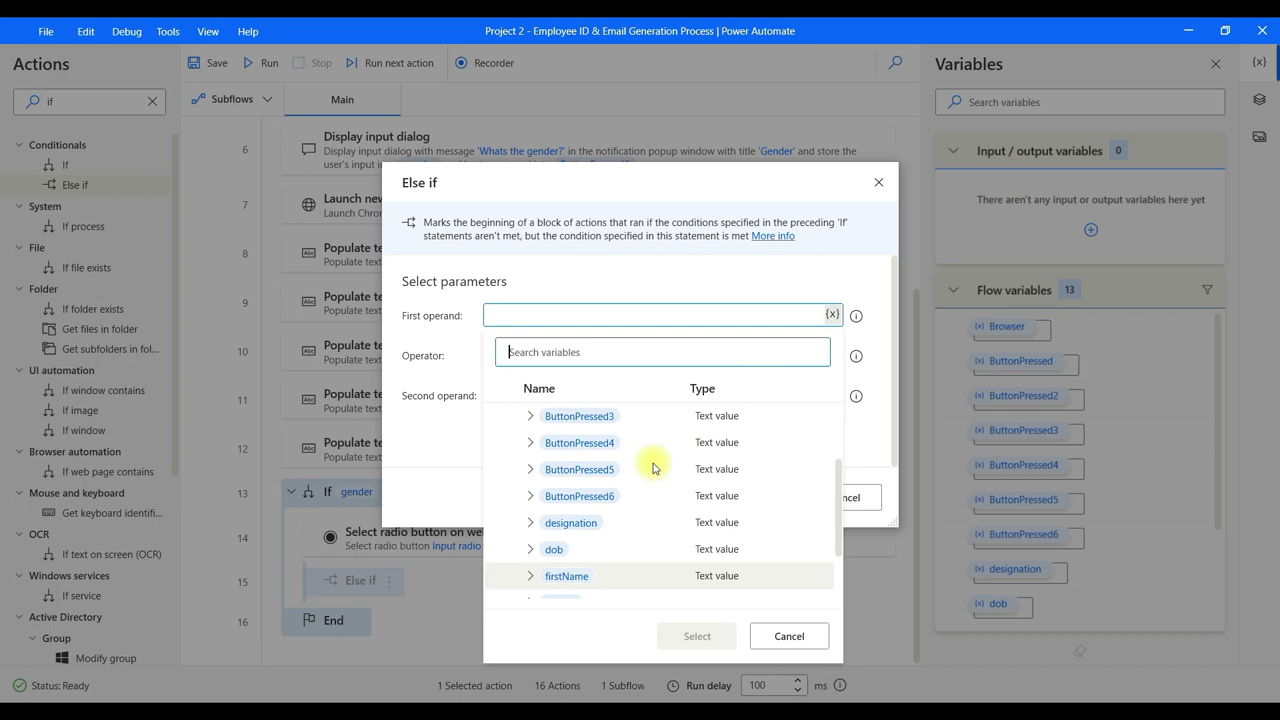 File Edit Debug Tools View Help
Project 2 - Employee ID & Email Generation Process | Power Automate
Actions
if
Conditionals
If
Else if
System
If process
File
If file exists
Folder
If folder exists
Get files in folder
Get subfolders in fol...
UI automation
If window contains
If image
If window
Browser automation
If web page contains
Mouse and keyboard
Get keyboard identifi...
OCR
If text on screen (OCR)
Windows services
If service
Active Directory
Group
Modify group
Save Run Stop Run next action Recorder
Subflows Main
6 Display input dialog
Display input dialog with message 'Whats the gender?' in the notification popup window with title 'Gender' and store the
user's input in
7 Launch new
Launch Chro
8 Populate te
Populate text
9 Populate te
Populate text
10 Populate te
Populate text
11 Populate te
Populate text
12 Populate te
Populate text
13 If gender
14 Select radio button on we
Select radio button Input radio
15 Else if
16 End
Else if
Marks the beginning of a block of actions that ran if the conditions specified in the preceding 'If'
statements aren't met, but the condition specified in this statement is met More info
Select parameters
First operand: {x}
Operator:
Second operand:
Search variables
Name Type
ButtonPressed3 Text value
ButtonPressed4 Text value
ButtonPressed5 Text value
ButtonPressed6 Text value
designation Text value
dob Text value
firstName Text value
Select Cancel
ncel
Variables
{x}
Search variables
Input / output variables 0
There aren't any input or output variables here yet
Flow variables 13
(x) Browser
(x) ButtonPressed
(x) ButtonPressed2
(x) ButtonPressed3
(x) ButtonPressed4
(x) ButtonPressed5
(x) ButtonPressed6
(x) designation
(x) dob
Status: Ready 1 Selected action 16 Actions 1 Subflow Run delay 100 ms